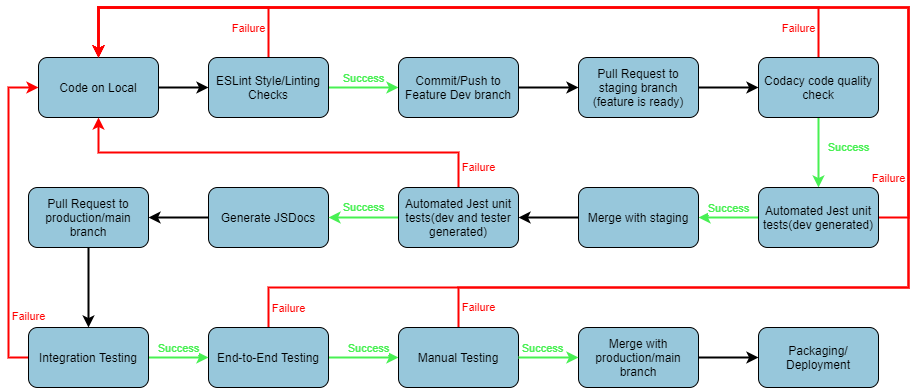 Failure
Failure
Code on Local
ESLint Style/Linting
Checks
Success
Commit/Push to
Feature Dev branch
Pull Request to
staging branch
(feature is ready)
Codacy code quality
check
Success
Failure
Failure
Pull Request to
production/main
branch
Generate JSDocs
Success
Automated Jest unit
tests(dev and tester
generated)
Merge with staging
Success
Automated Jest unit
tests(dev generated)
Failure
Failure
Failure
Integration Testing
Success
End-to-End Testing
Success
Manual Testing
Success
Merge with
production/main
branch
Packaging/
Deployment